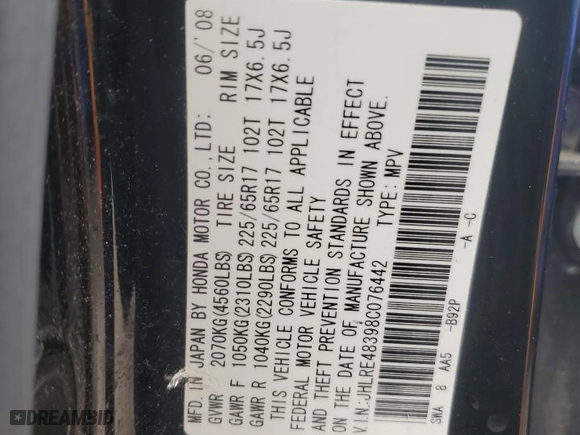 MFD. IN JAPAN BY HONDA MOTOR CO., LTD: 06/'08
GVWR 2070KG(4560LBS) TIRE SIZE RIM SIZE
GAWR F 1050KG(2310LBS) 225/65R17 102T 17X6.5J
GAWR R 1040KG(2290LBS) 225/65R17 102T 17X6.5J
THIS VEHICLE CONFORMS TO ALL APPLICABLE
FEDERAL MOTOR VEHICLE SAFETY
AND THEFT PREVENTION STANDARDS IN EFFECT
ON THE DATE OF MANUFACTURE SHOWN ABOVE.
V.I.N:JHLRE48398C076442 TYPE: MPV
SWA 8 AA5 -B92P -A -C
AUTOBIDCAR